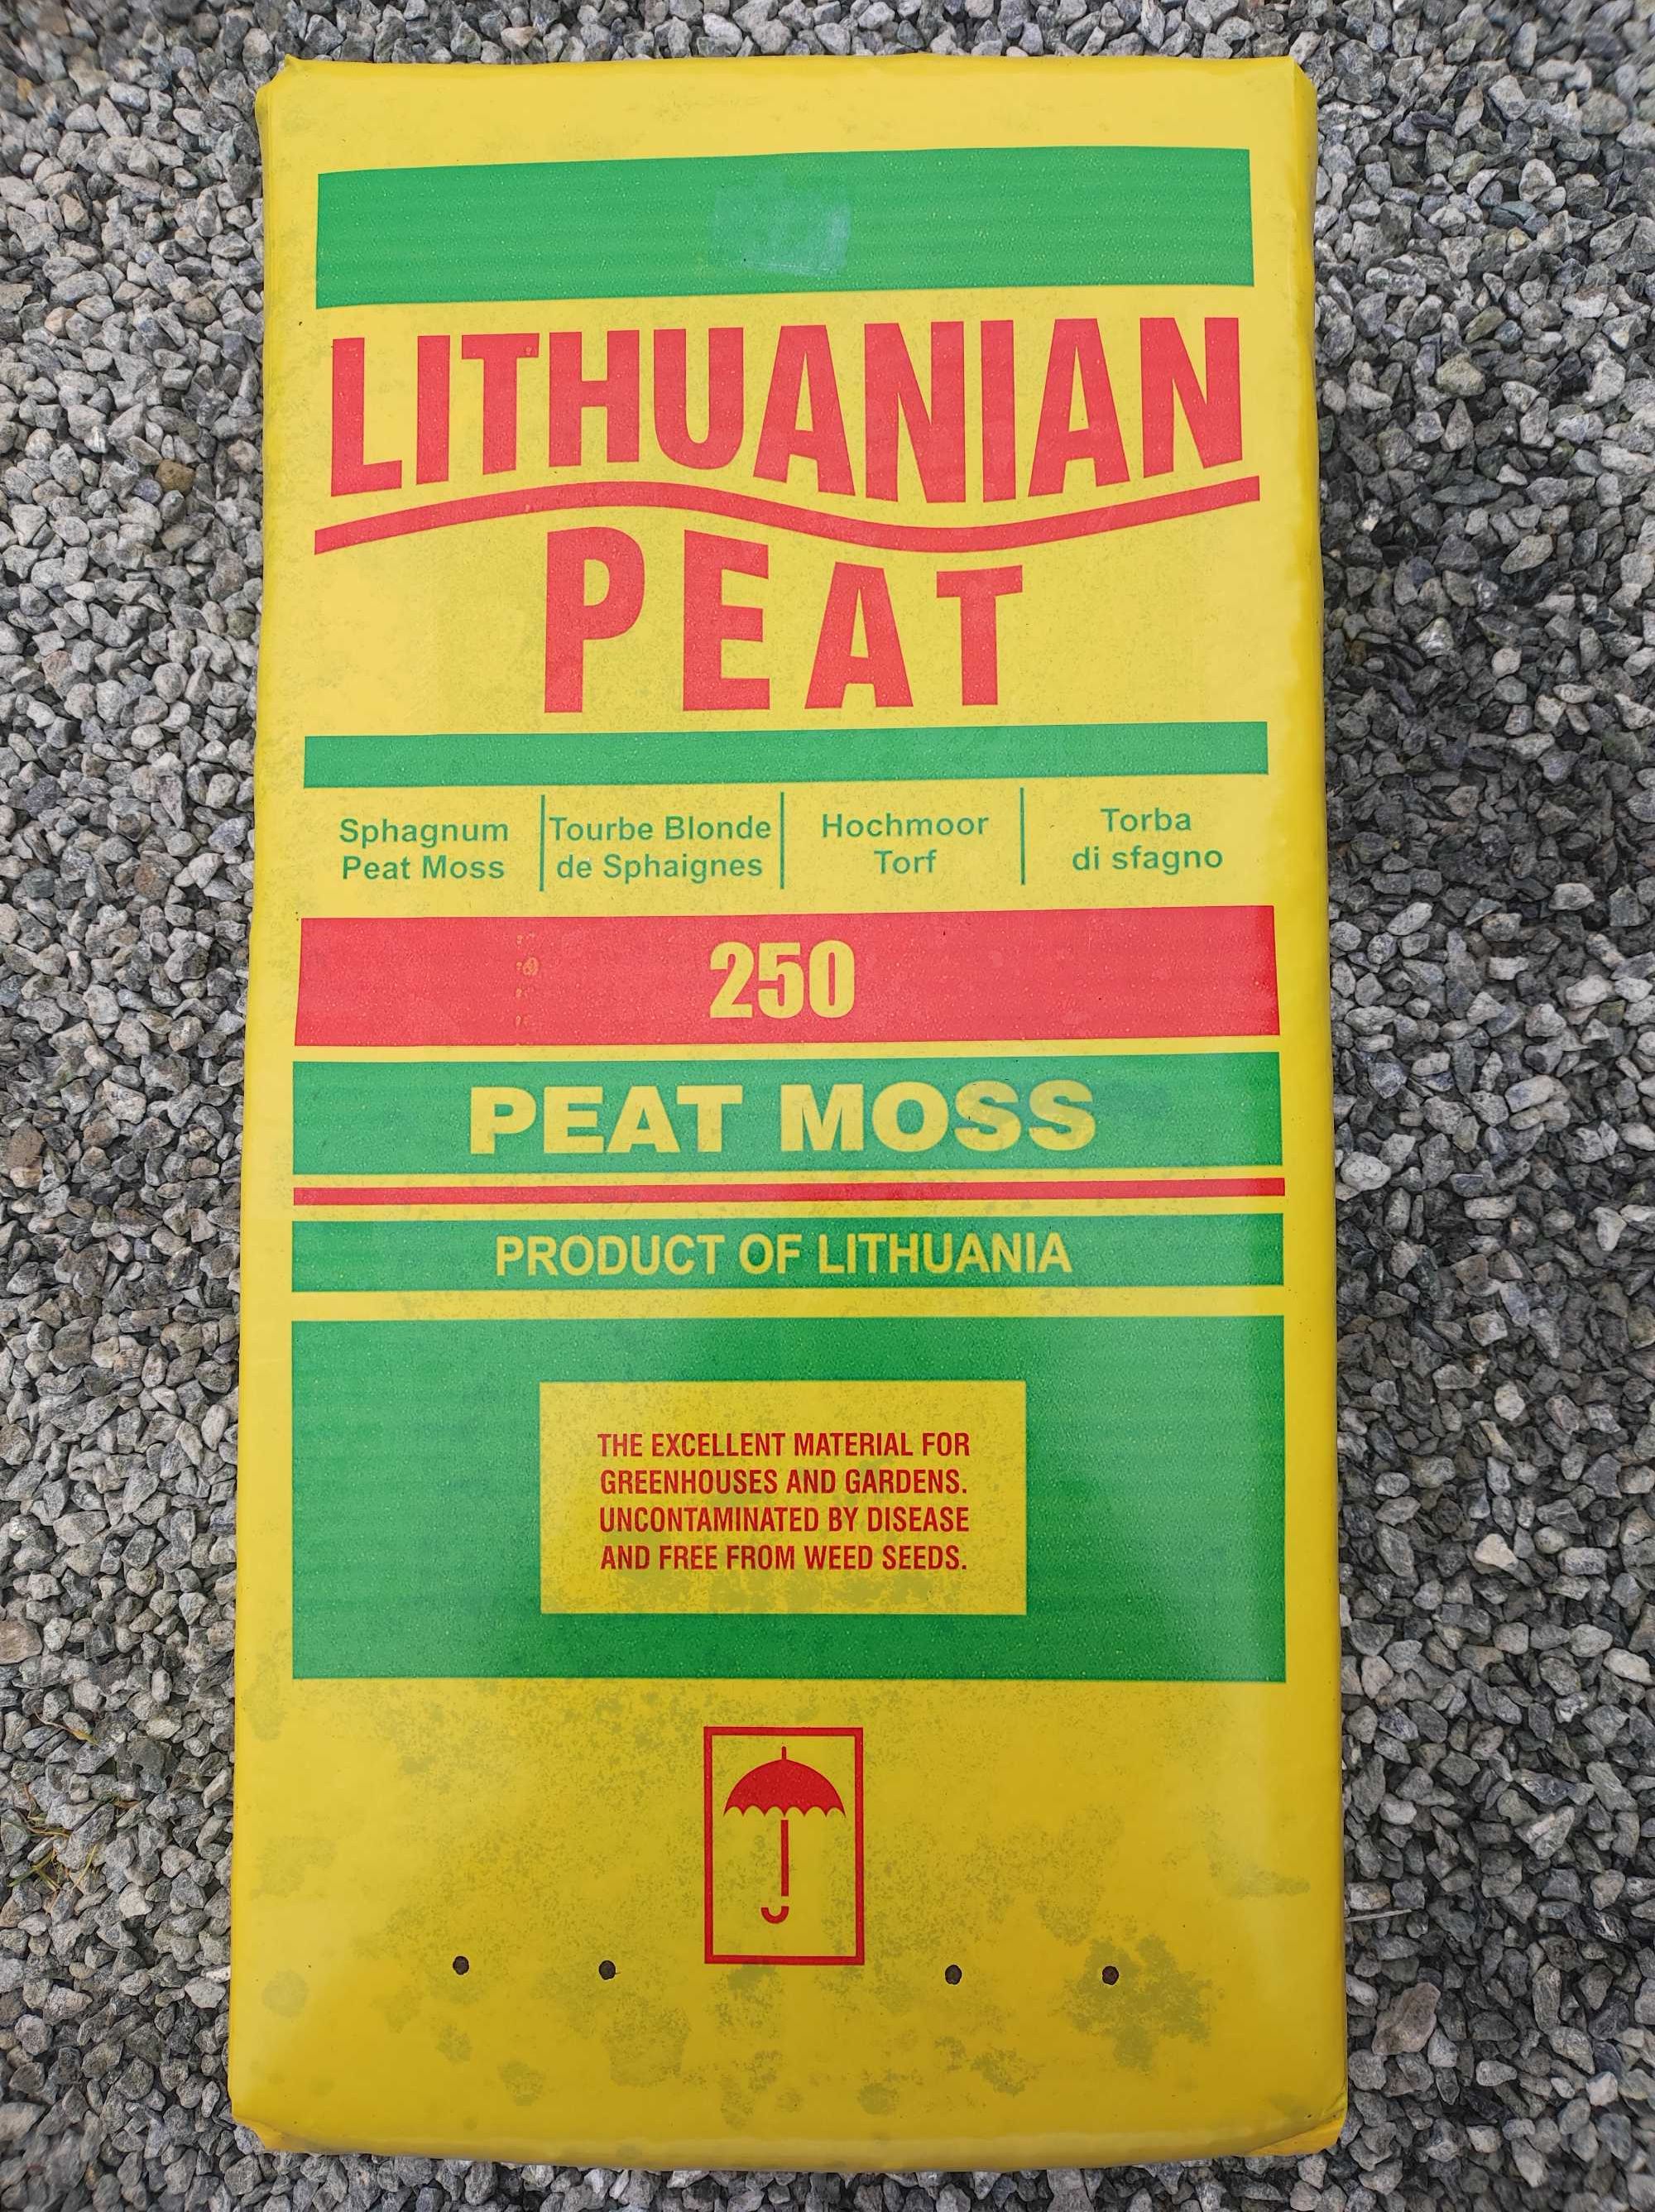 LITHUANIAN
PEAT
Sphagnum
Peat Moss
Tourbe Blonde
de Sphaignes
Hochmoor
Torf
Torba
di sfagno
250
PEAT MOSS
PRODUCT OF LITHUANIA
THE EXCELLENT MATERIAL FOR
GREENHOUSES AND GARDENS.
UNCONTAMINATED BY DISEASE
AND FREE FROM WEED SEEDS.